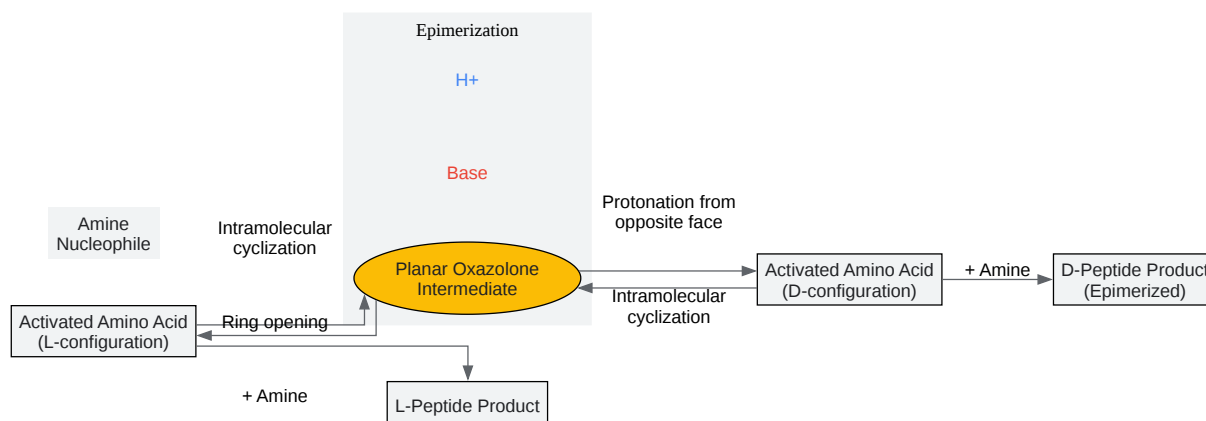 Epimerization
H+
Base
Protonation from
opposite face
Amine
Nucleophile
Intramolecular
cyclization
Planar Oxazolone
Intermediate
Activated Amino Acid
(D-configuration)
+ Amine
D-Peptide Product
(Epimerized)
Intramolecular
cyclization
Activated Amino Acid
(L-configuration)
Ring opening
+ Amine
L-Peptide Product